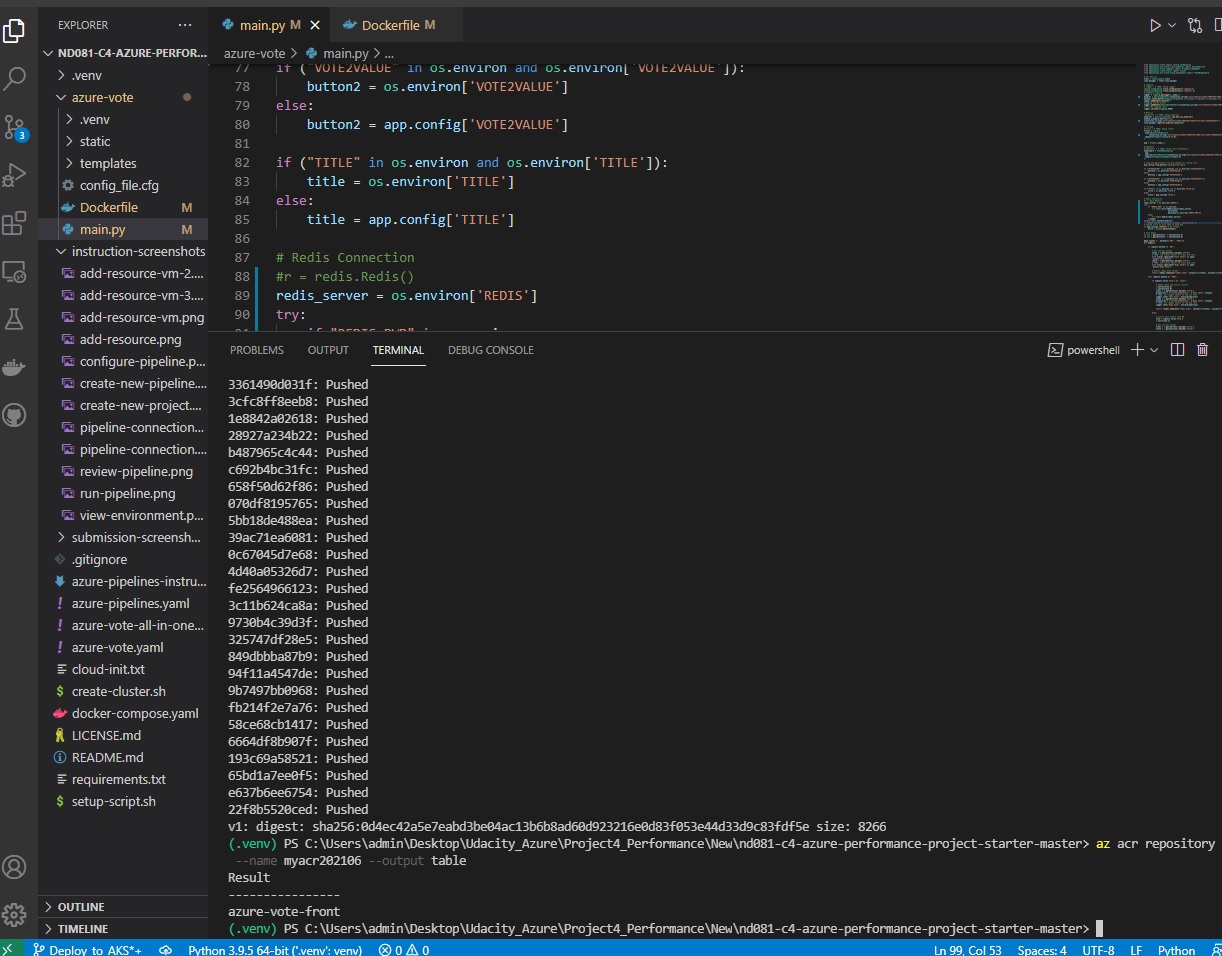 EXPLORER
ND081-C4-AZURE-PERFOR...
.venv
azure-vote
.venv
static
templates
config_file.cfg
Dockerfile M
main.py M
instruction-screenshots
add-resource-vm-2....
add-resource-vm-3....
add-resource-vm.png
add-resource.png
configure-pipeline.p...
create-new-pipeline....
create-new-project....
pipeline-connection...
pipeline-connection....
review-pipeline.png
run-pipeline.png
view-environment.p...
submission-screensh...
.gitignore
azure-pipelines-instru...
azure-pipelines.yaml
azure-vote-all-in-one...
azure-vote.yaml
cloud-init.txt
create-cluster.sh
docker-compose.yaml
LICENSE.md
README.md
requirements.txt
setup-script.sh
OUTLINE
TIMELINE
3
main.py M
Dockerfile M
azure-vote > main.py > ...
77 if ("VOTE2VALUE" in os.environ and os.environ['VOTE2VALUE']):
78 button2 = os.environ['VOTE2VALUE']
79 else:
80 button2 = app.config['VOTE2VALUE']
81
82 if ("TITLE" in os.environ and os.environ['TITLE']):
83 title = os.environ['TITLE']
84 else:
85 title = app.config['TITLE']
86
87 # Redis Connection
88 #r = redis.Redis()
89 redis_server = os.environ['REDIS']
90 try:
PROBLEMS OUTPUT TERMINAL DEBUG CONSOLE
powershell
3361490d031f: Pushed
3cfc8ff8eeb8: Pushed
1e8842a02618: Pushed
28927a234b22: Pushed
b487965c4c44: Pushed
c692b4bc31fc: Pushed
658f50d62f86: Pushed
070df8195765: Pushed
5bb18de488ea: Pushed
39ac71ea6081: Pushed
0c67045d7e68: Pushed
4d40a05326d7: Pushed
fe2564966123: Pushed
3c11b624ca8a: Pushed
9730b4c39d3f: Pushed
325747df28e5: Pushed
849dbbba87b9: Pushed
94f11a4547de: Pushed
9b7497bb0968: Pushed
fb214f2e7a76: Pushed
58ce68cb1417: Pushed
6664df8b907f: Pushed
193c69a58521: Pushed
65bd1a7ee0f5: Pushed
e637b6ee6754: Pushed
22f8b5520ced: Pushed
v1: digest: sha256:0d4ec42a5e7eabd3be04ac13b6b8ad60d923216e0d83f053e44d33d9c83fdf5e size: 8266
(.venv) PS C:\Users\admin\Desktop\Udacity_Azure\Project4_Performance\New\nd081-c4-azure-performance-project-starter-master> az acr repository
--name myacr202106 --output table
Result
----------------
azure-vote-front
(.venv) PS C:\Users\admin\Desktop\Udacity_Azure\Project4_Performance\New\nd081-c4-azure-performance-project-starter-master>
Deploy_to_AKS*+ Python 3.9.5 64-bit ('.venv': venv) 0 0 Ln 99, Col 53 Spaces: 4 UTF-8 LF Python